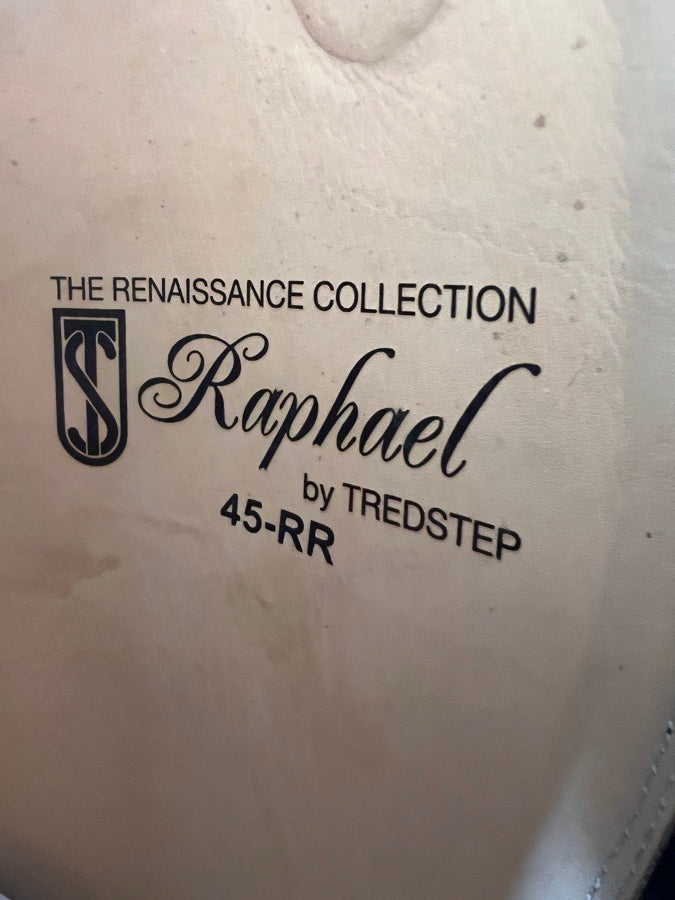 THE RENAISSANCE COLLECTION
TS Raphael
by TREDSTEP
45-RR